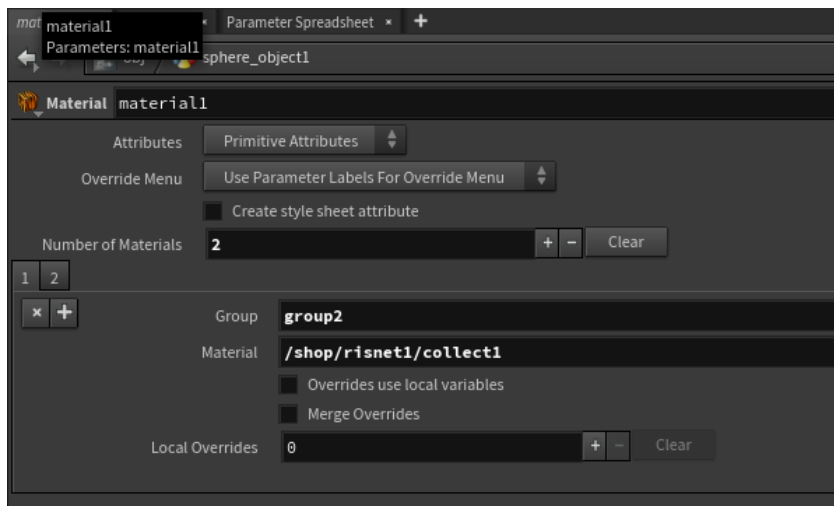 mat × Parameter Spreadsheet × +
material1
Parameters: material1
obj sphere_object1
Material material1
Attributes Primitive Attributes
Override Menu Use Parameter Labels For Override Menu
Create style sheet attribute
Number of Materials 2 + − Clear
1 2
× + Group group2
Material /shop/risnet1/collect1
Overrides use local variables
Merge Overrides
Local Overrides 0 + − Clear